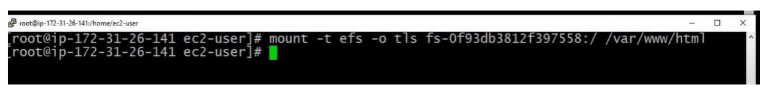 root@ip-172-31-26-141:/home/ec2-user
[root@ip-172-31-26-141 ec2-user]# mount -t efs -o tls fs-0f93db3812f397558:/ /var/www/html
[root@ip-172-31-26-141 ec2-user]#